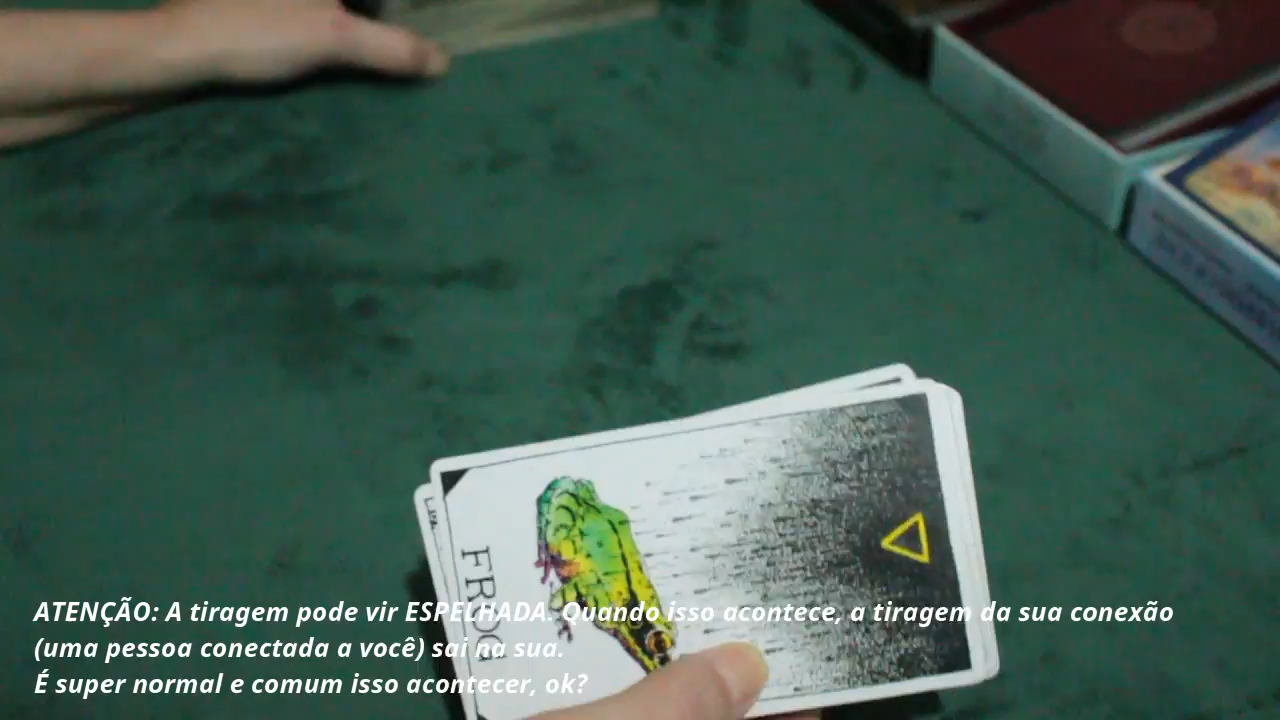 FROG
ATENÇÃO: A tiragem pode vir ESPELHADA. Quando isso acontece, a tiragem da sua conexão
(uma pessoa conectada a você) sai na sua.
É super normal e comum isso acontecer, ok?